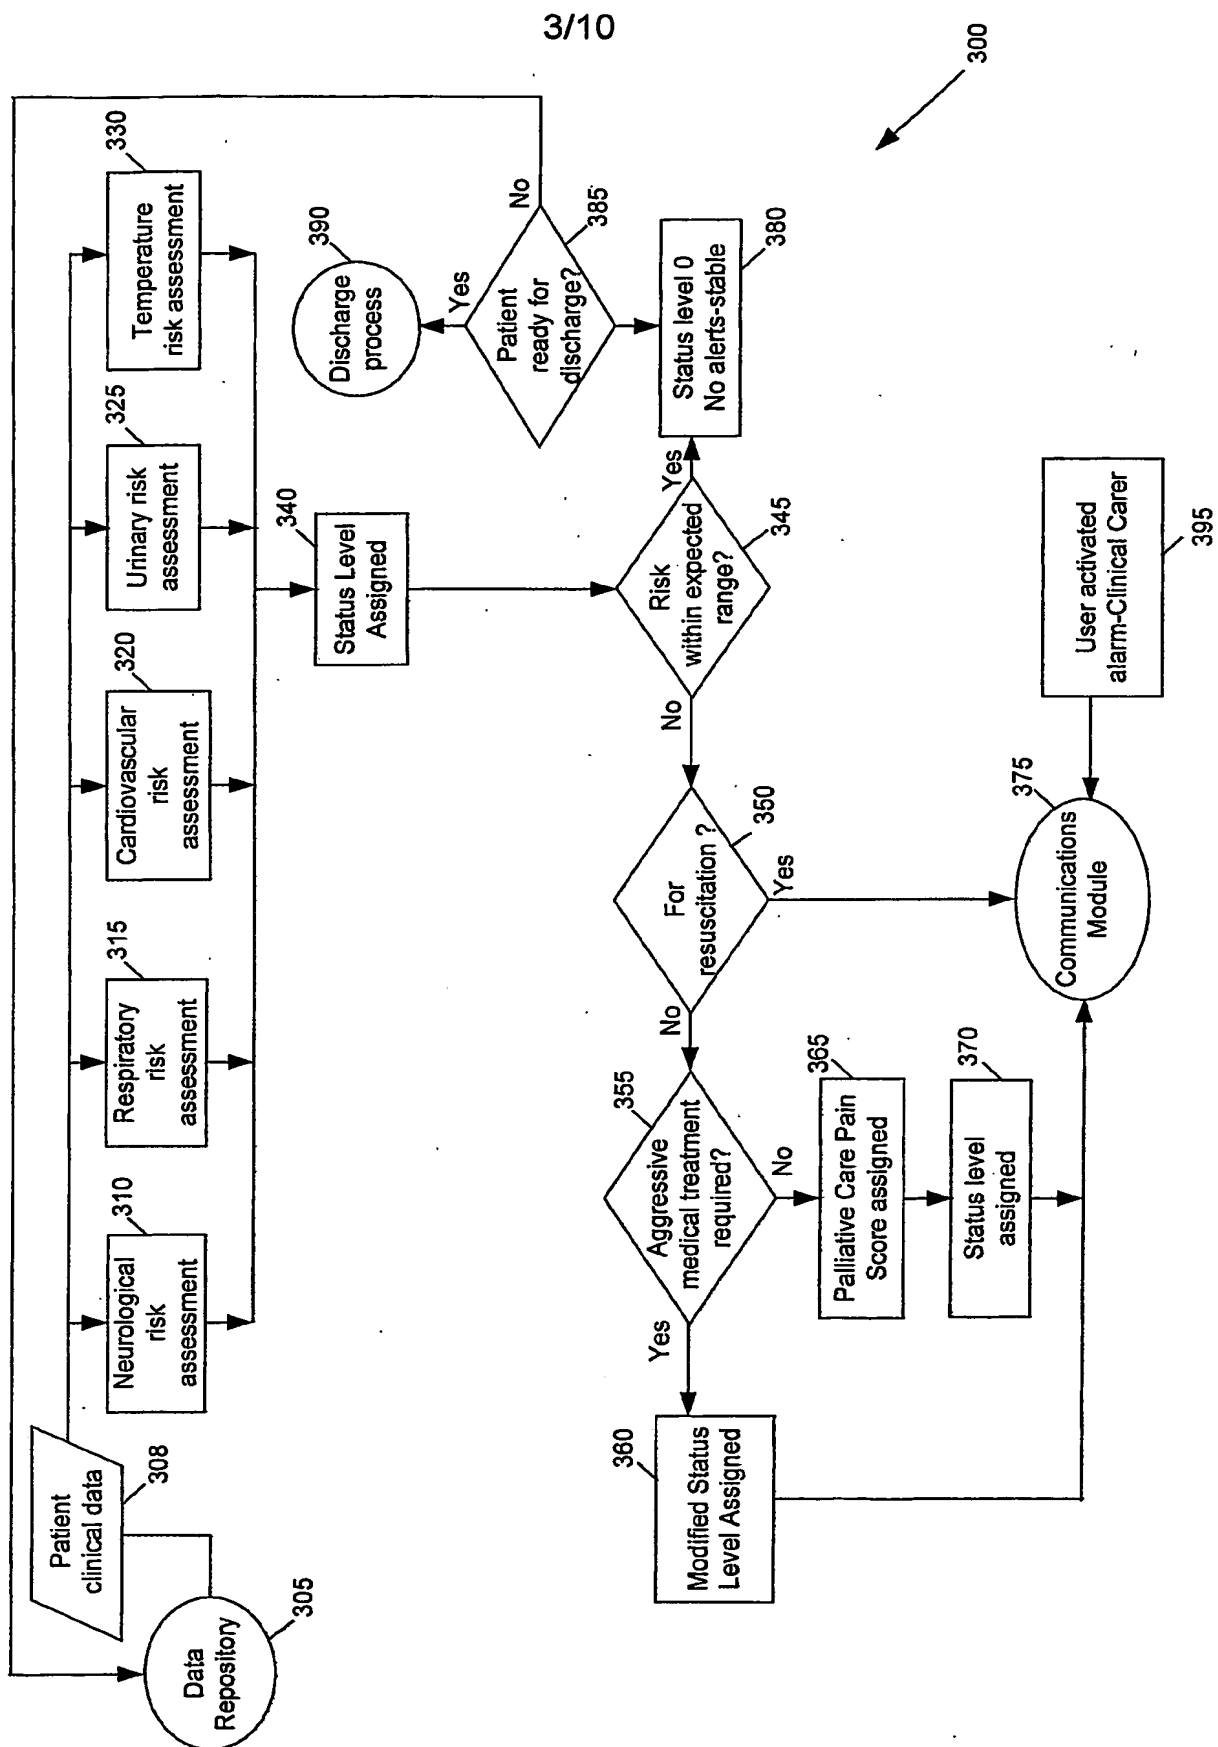 3/10
300
Data
Repository
305
Patient
clinical data
308
Neurological
risk
assessment
310
Respiratory
risk
assessment
315
Cardiovascular
risk
assessment
320
Urinary risk
assessment
325
Temperature
risk assessment
330
Status Level
Assigned
340
Risk
within expected
range?
345
Yes
No
Status level 0
No alerts-stable
380
Patient
ready for
discharge?
385
Yes
No
Discharge
process
390
For
resuscitation ?
350
Yes
No
Aggressive
medical treatment
required?
355
Yes
No
Modified Status
Level Assigned
360
Palliative Care Pain
Score assigned
365
Status level
assigned
370
Communications
Module
375
User activated
alarm-Clinical Carer
395